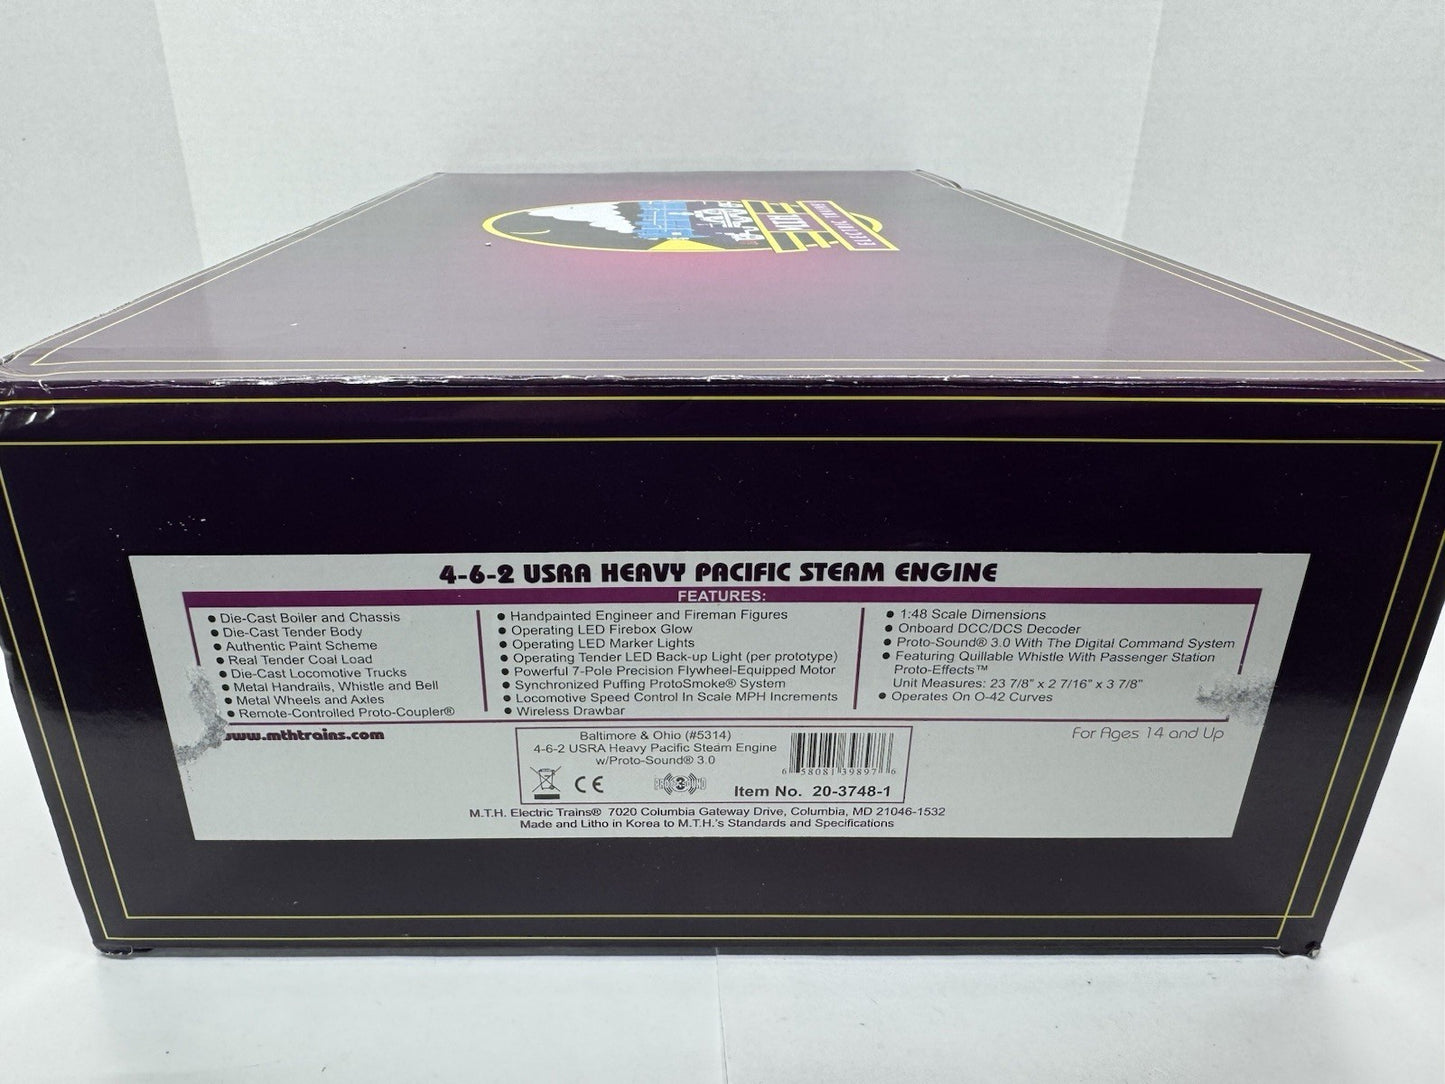 M.T.H.
ELECTRIC TRAINS
4-6-2 USRA HEAVY PACIFIC STEAM ENGINE
FEATURES:
• Die-Cast Boiler and Chassis
• Die-Cast Tender Body
• Authentic Paint Scheme
• Real Tender Coal Load
• Die-Cast Locomotive Trucks
• Metal Handrails, Whistle and Bell
• Metal Wheels and Axles
• Remote-Controlled Proto-Coupler®
• Handpainted Engineer and Fireman Figures
• Operating LED Firebox Glow
• Operating LED Marker Lights
• Operating Tender LED Back-up Light (per prototype)
• Powerful 7-Pole Precision Flywheel-Equipped Motor
• Synchronized Puffing ProtoSmoke® System
• Locomotive Speed Control In Scale MPH Increments
• Wireless Drawbar
• 1:48 Scale Dimensions
• Onboard DCC/DCS Decoder
• Proto-Sound® 3.0 With The Digital Command System
• Featuring Quillable Whistle With Passenger Station
Proto-Effects™
Unit Measures: 23 7/8" x 2 7/16" x 3 7/8"
• Operates On O-42 Curves
www.mthtrains.com
For Ages 14 and Up
Baltimore & Ohio (#5314)
4-6-2 USRA Heavy Pacific Steam Engine
w/Proto-Sound® 3.0
6 58081 39897 6
CE
PROTO 3 SOUND
Item No. 20-3748-1
M.T.H. Electric Trains® 7020 Columbia Gateway Drive, Columbia, MD 21046-1532
Made and Litho in Korea to M.T.H.'s Standards and Specifications